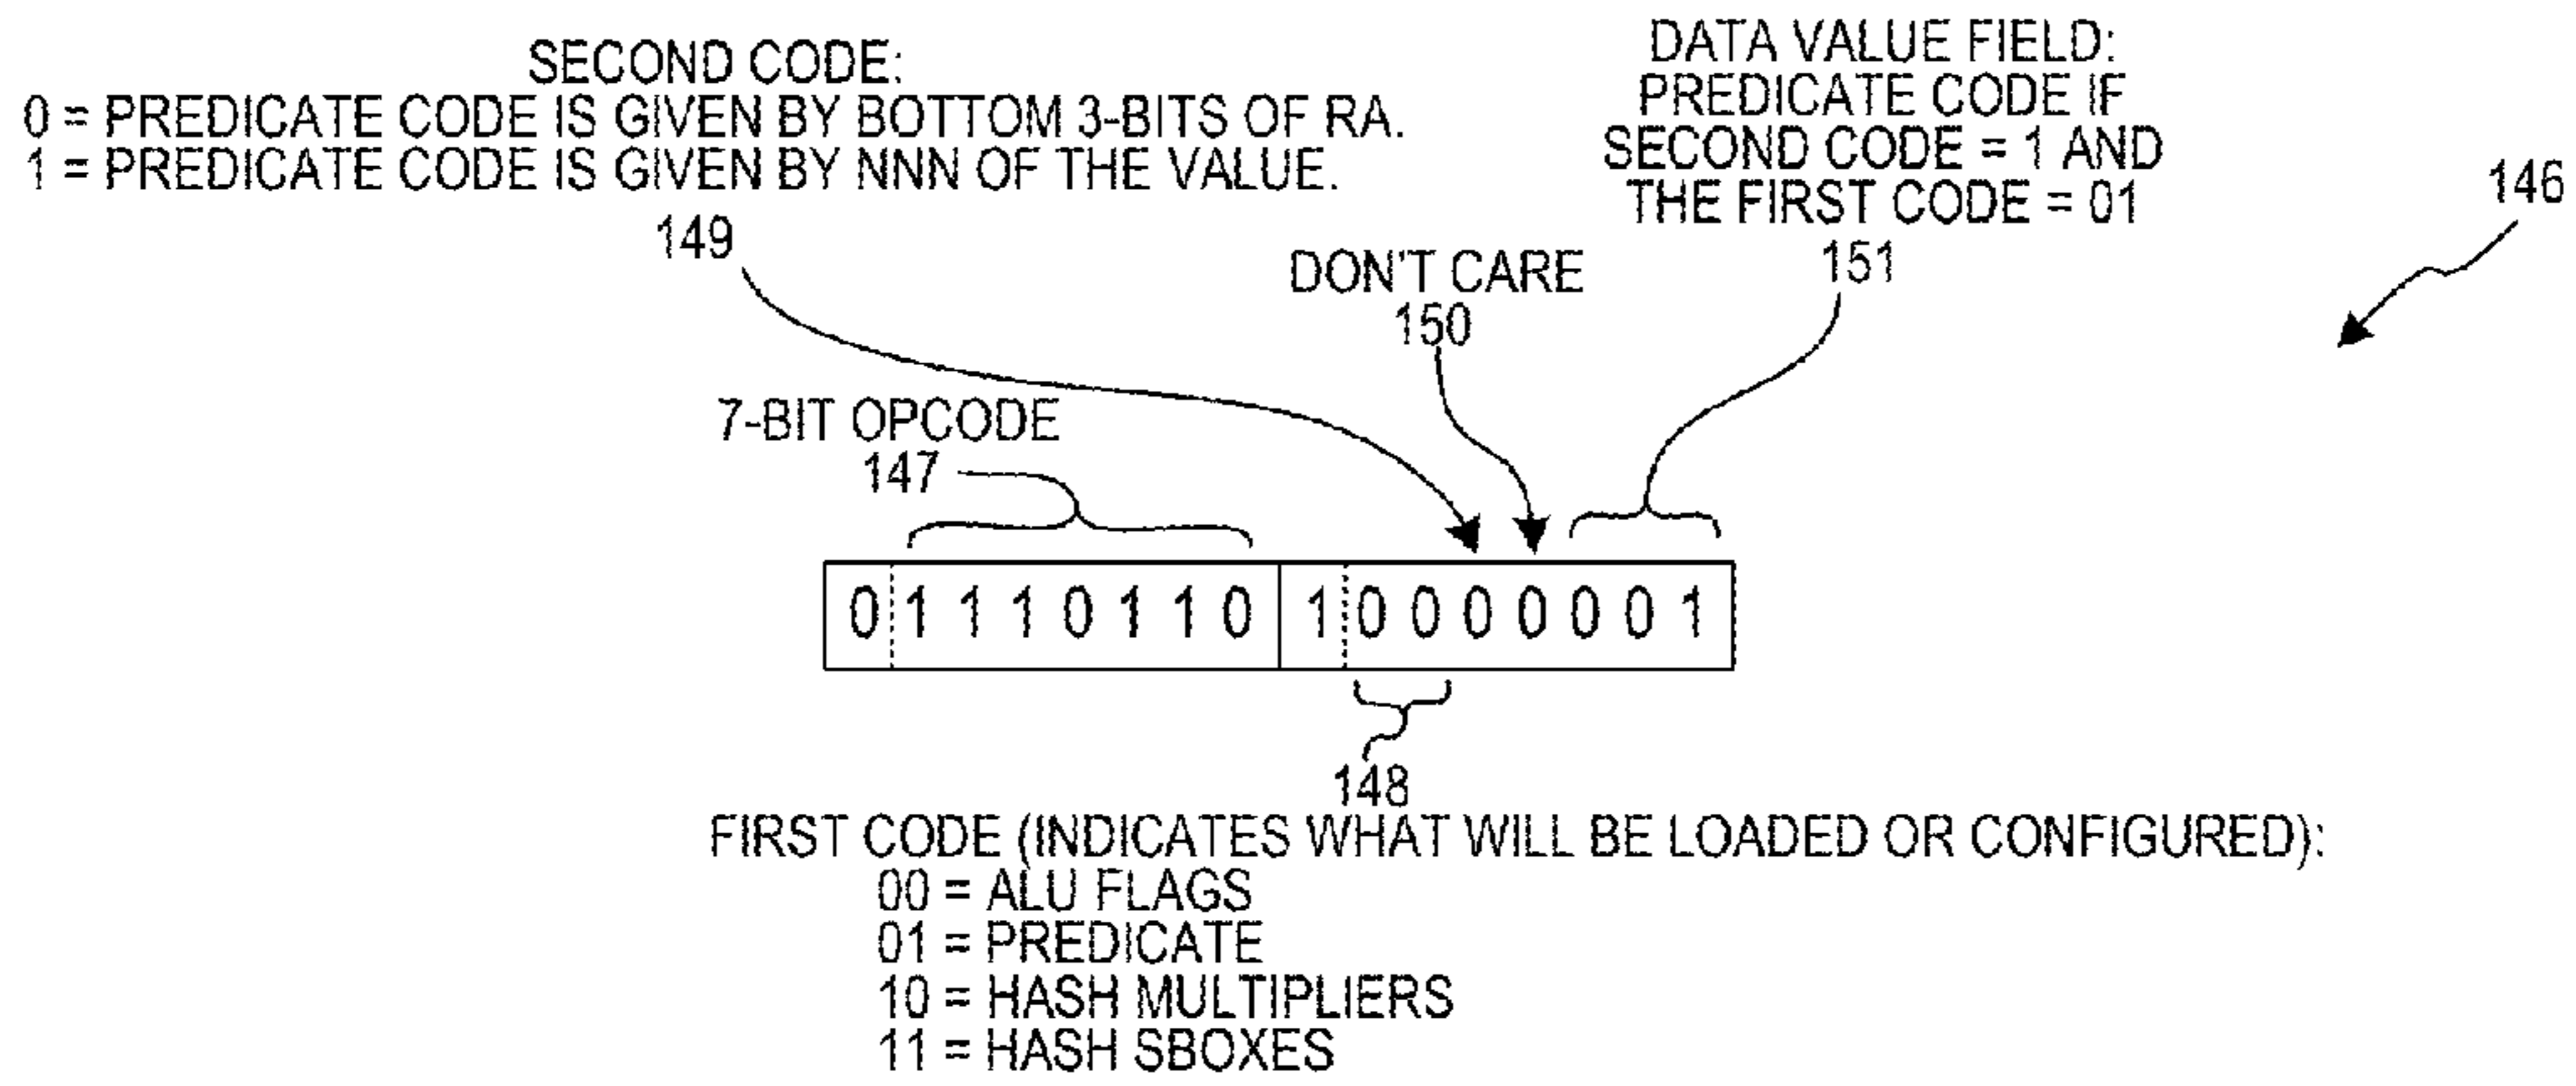 SECOND CODE:
0 = PREDICATE CODE IS GIVEN BY BOTTOM 3-BITS OF RA.
1 = PREDICATE CODE IS GIVEN BY NNN OF THE VALUE.
149
DATA VALUE FIELD:
PREDICATE CODE IF
SECOND CODE = 1 AND
THE FIRST CODE = 01
151
146
DON'T CARE
150
7-BIT OPCODE
147
0 1 1 1 0 1 1 0 1 0 0 0 0 0 0 1
148
FIRST CODE (INDICATES WHAT WILL BE LOADED OR CONFIGURED):
00 = ALU FLAGS
01 = PREDICATE
10 = HASH MULTIPLIERS
11 = HASH SBOXES